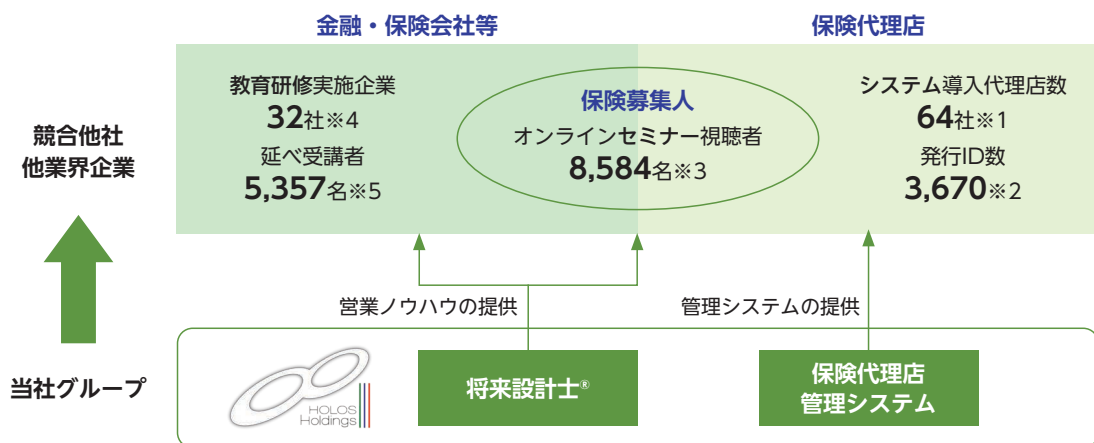 金融・保険会社等
保険代理店
競合他社
他業界企業
教育研修実施企業
32社※4
延べ受講者
5,357名※5
保険募集人
オンラインセミナー視聴者
8,584名※3
システム導入代理店数
64社※1
発行ID数
3,670※2
営業ノウハウの提供
管理システムの提供
当社グループ
HOLOS
Holdings
将来設計士®
保険代理店
管理システム